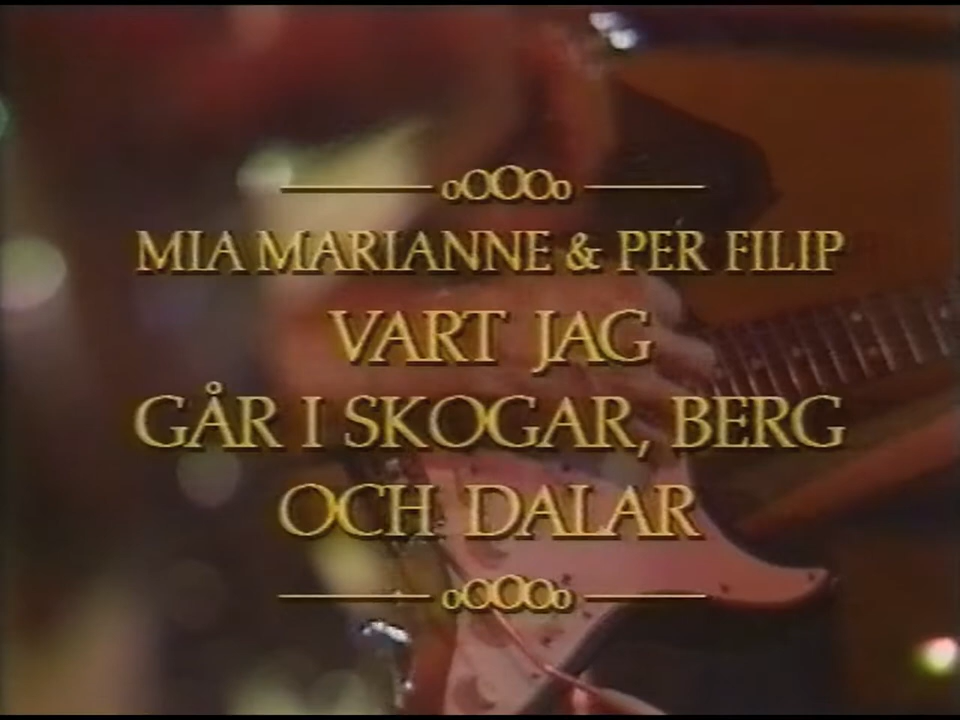 MIA MARIANNE & PER FILIP
VART JAG
GÅR I SKOGAR, BERG
OCH DALAR